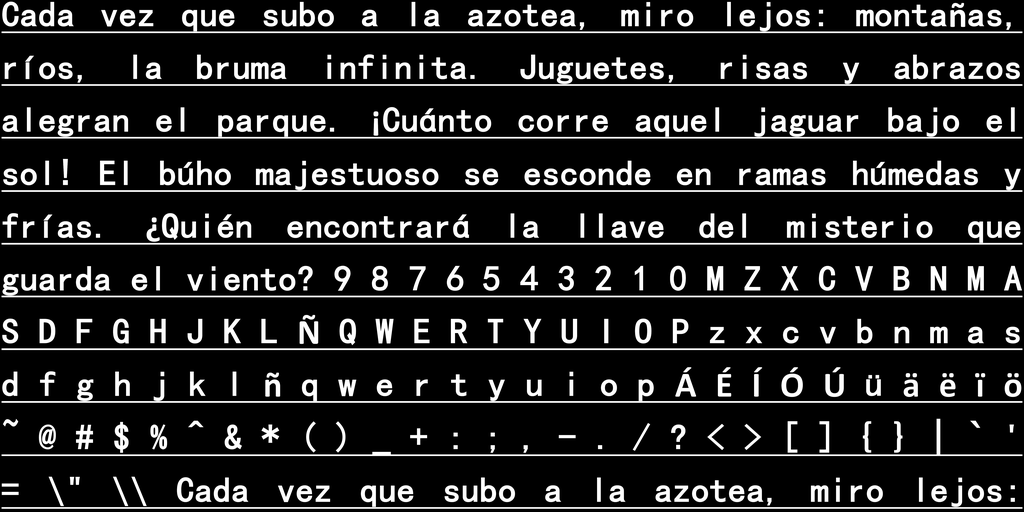 Cada vez que subo a la azotea, miro lejos: montañas,
ríos, la bruma infinita. Juguetes, risas y abrazos
alegran el parque. ¡Cuánto corre aquel jaguar bajo el
sol! El búho majestuoso se esconde en ramas húmedas y
frías. ¿Quién encontrará la llave del misterio que
guarda el viento? 9 8 7 6 5 4 3 2 1 0 M Z X C V B N M A
S D F G H J K L Ñ Q W E R T Y U I O P z x c v b n m a s
d f g h j k l ñ q w e r t y u i o p Á É Í Ó Ú ü ä ë ï ö
~ @ # $ % ^ & * ( ) _ + : ; , - . / ? < > [ ] { } | ` '
= \" \\ Cada vez que subo a la azotea, miro lejos: